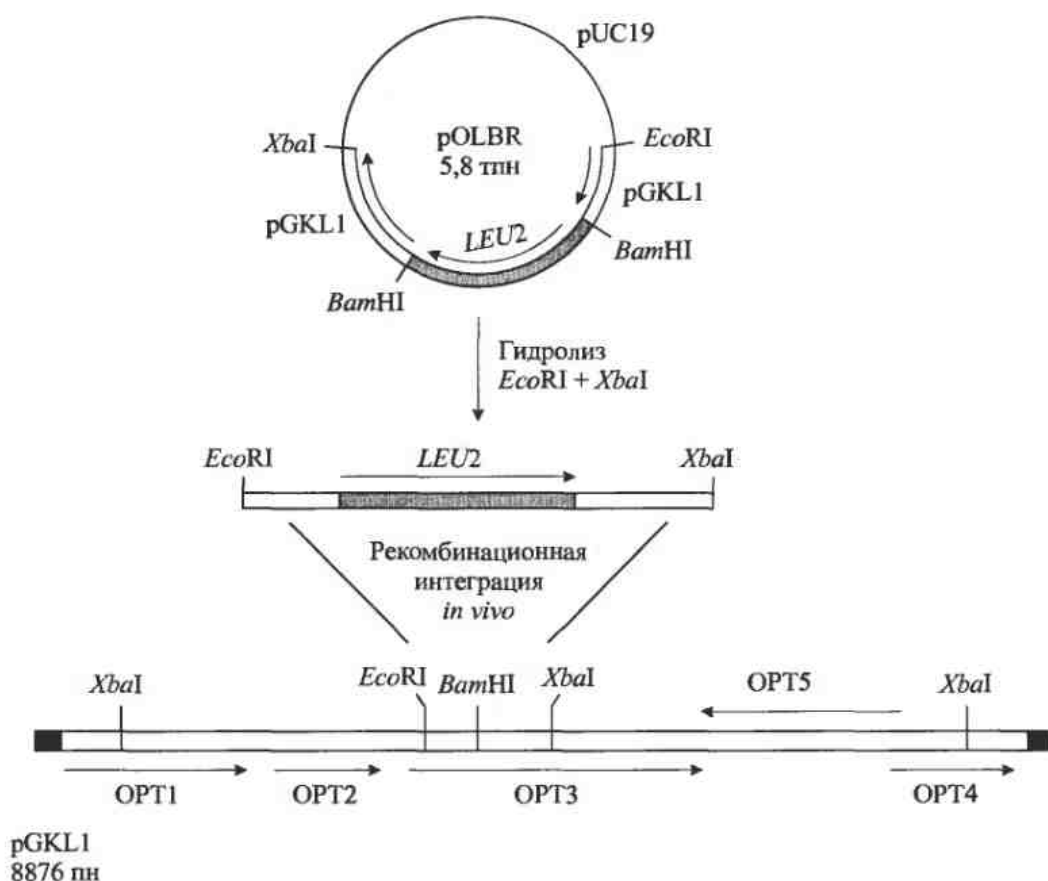 pUC19
XbaI
pOLBR
5,8 тпн
EcoRI
pGKL1
pGKL1
LEU2
BamHI
BamHI
Гидролиз
EcoRI + XbaI
EcoRI
LEU2
XbaI
Рекомбинационная
интеграция
in vivo
XbaI
EcoRI
BamHI
XbaI
OPT5
XbaI
OPT1
OPT2
OPT3
OPT4
pGKL1
8876 пн